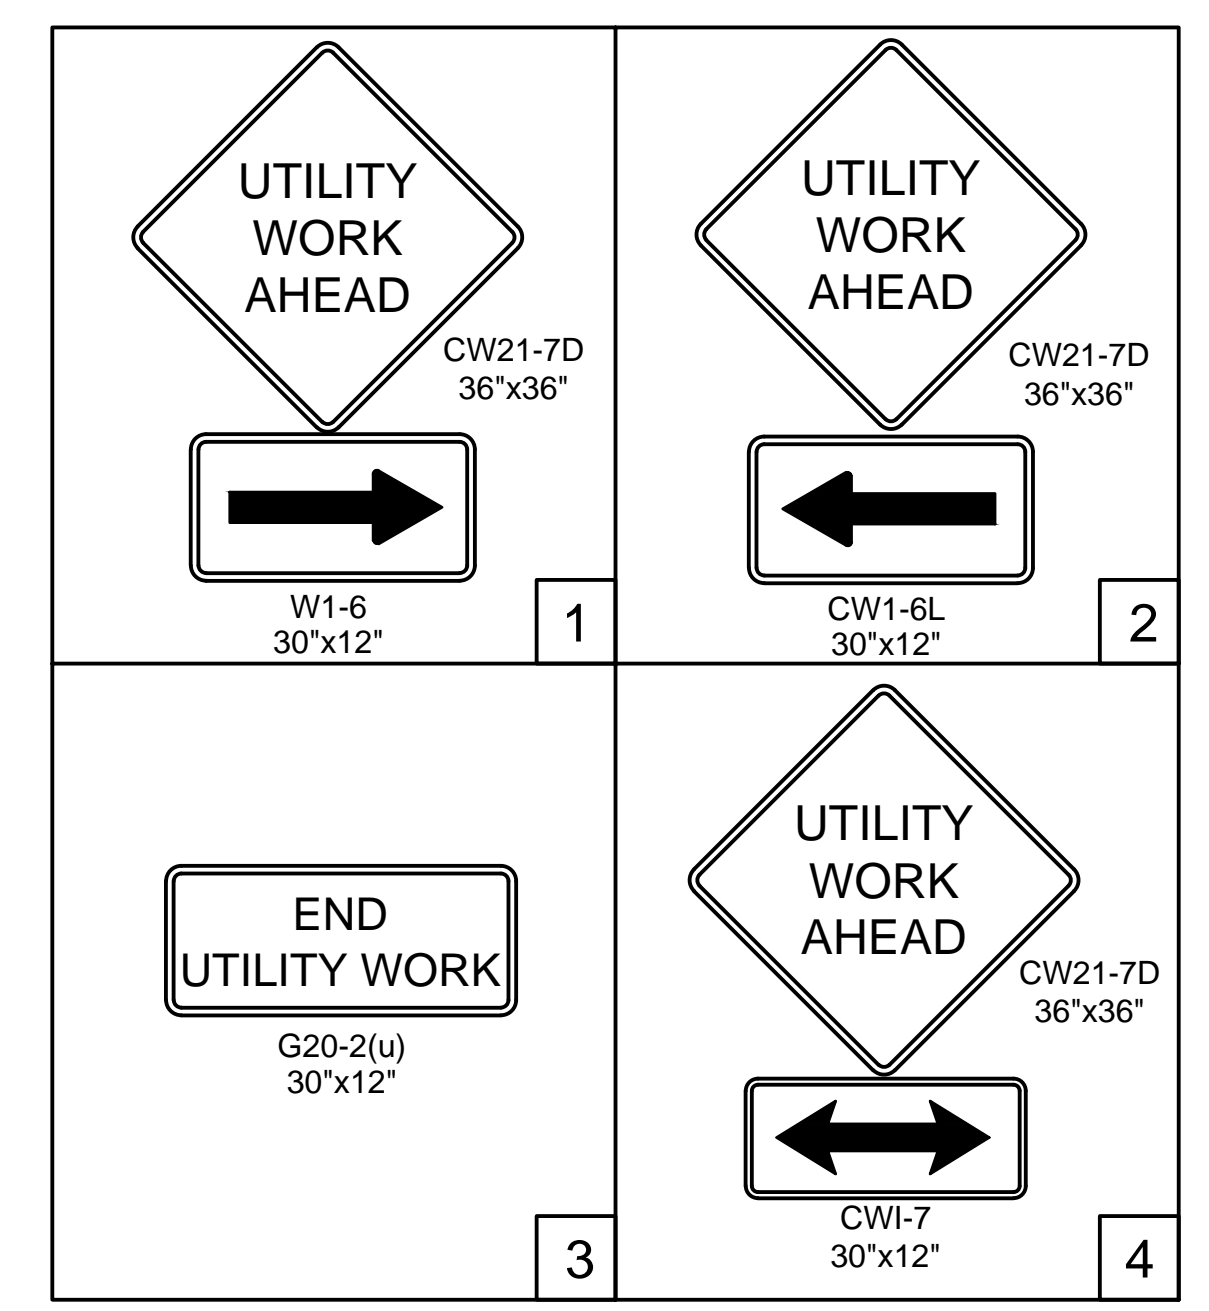 UTILITY
WORK
AHEAD
CW21-7D
36"x36"
W1-6
30"x12"
1
UTILITY
WORK
AHEAD
CW21-7D
36"x36"
CW1-6L
30"x12"
2
END
UTILITY WORK
G20-2(u)
30"x12"
3
UTILITY
WORK
AHEAD
CW21-7D
36"x36"
CWI-7
30"x12"
4